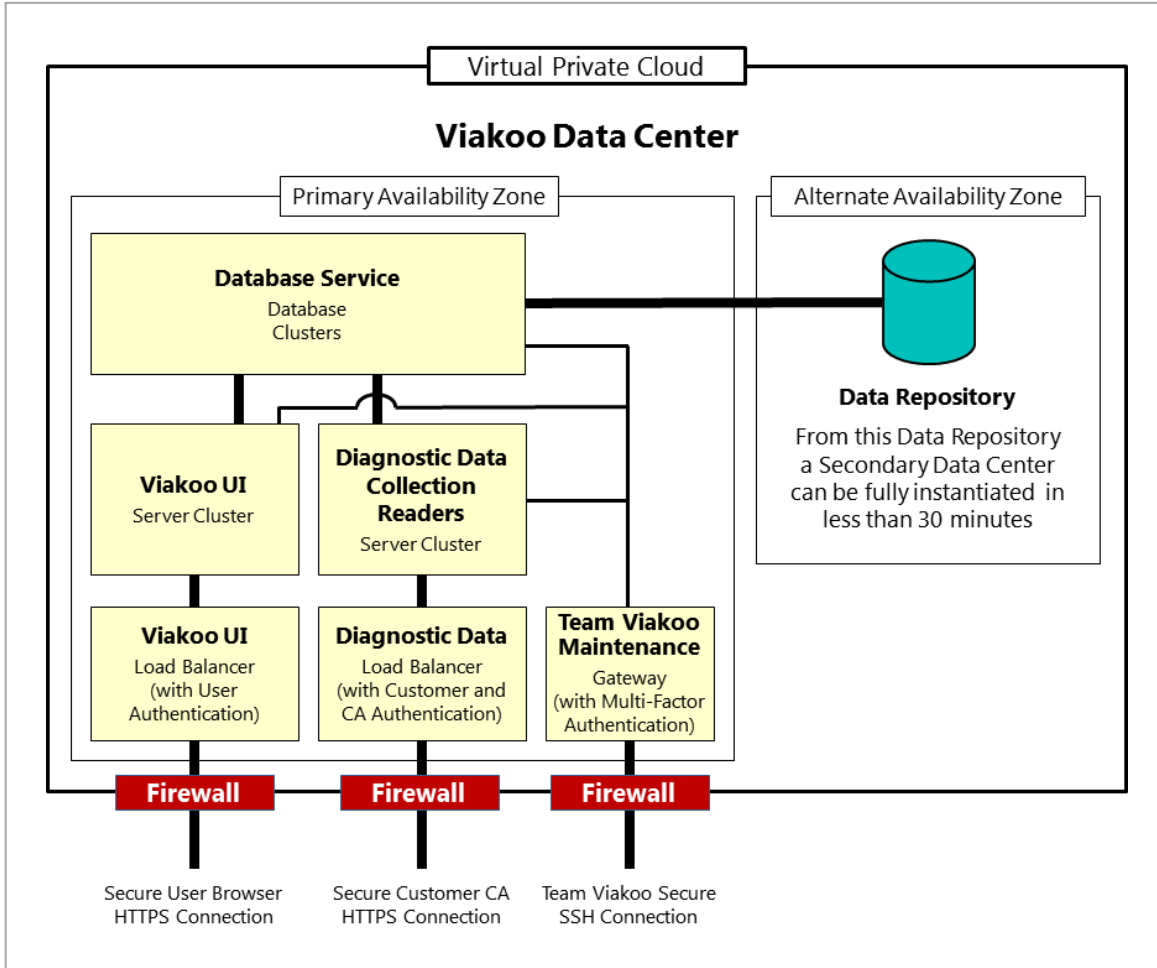 Virtual Private Cloud
Viakoo Data Center
Primary Availability Zone
Alternate Availability Zone
Database Service
Database
Clusters
Data Repository
From this Data Repository
a Secondary Data Center
can be fully instantiated in
less than 30 minutes
Viakoo UI
Server Cluster
Diagnostic Data
Collection
Readers
Server Cluster
Viakoo UI
Load Balancer
(with User
Authentication)
Diagnostic Data
Load Balancer
(with Customer and
CA Authentication)
Team Viakoo
Maintenance
Gateway
(with Multi-Factor
Authentication)
Firewall
Firewall
Firewall
Secure User Browser
HTTPS Connection
Secure Customer CA
HTTPS Connection
Team Viakoo Secure
SSH Connection